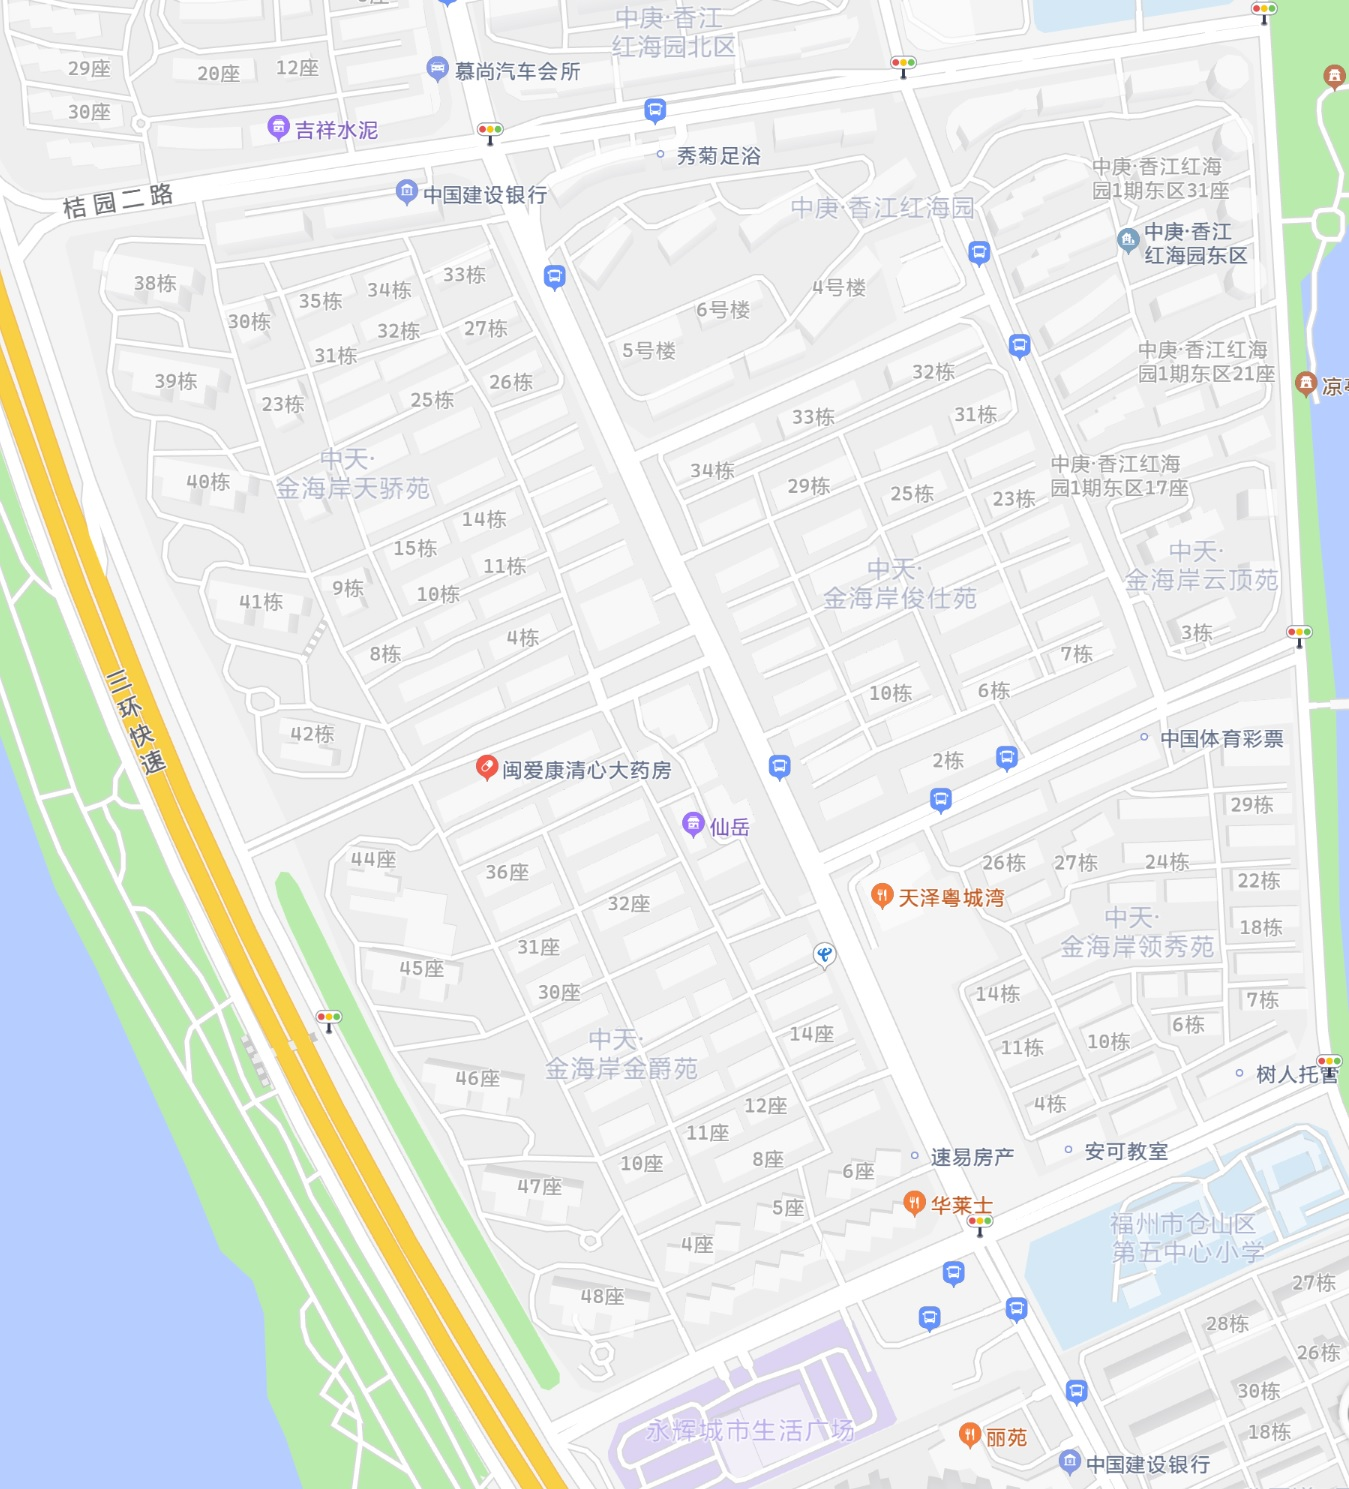 中庚·香江
红海园北区
29座
20座
12座
慕尚汽车会所
30座
吉祥水泥
秀菊足浴
桔园二路
中国建设银行
中庚·香江红海园
中庚·香江红海
园1期东区31座
中庚·香江
红海园东区
38栋
35栋
34栋
33栋
30栋
32栋
27栋
31栋
6号楼
4号楼
5号楼
中庚·香江红海
园1期东区21座
39栋
23栋
25栋
26栋
32栋
33栋
31栋
34栋
29栋
25栋
23栋
中庚·香江红海
园1期东区17座
中天·
金海岸天骄苑
40栋
14栋
15栋
11栋
9栋
10栋
41栋
8栋
4栋
中天·
金海岸俊仕苑
中天·
金海岸云顶苑
3栋
7栋
6栋
10栋
三环快速
42栋
闽爱康清心大药房
2栋
中国体育彩票
仙岳
29栋
44座
36座
26栋
27栋
24栋
22栋
32座
天泽粤城湾
中天·
金海岸领秀苑
18栋
31座
45座
30座
14栋
7栋
6栋
14座
11栋
10栋
中天·
金海岸金爵苑
46座
树人托管
12座
4栋
11座
10座
8座
6座
速易房产
安可教室
47座
5座
华莱士
4座
福州市仓山区
第五中心小学
48座
27栋
28栋
26栋
30栋
18栋
永辉城市生活广场
丽苑
中国建设银行